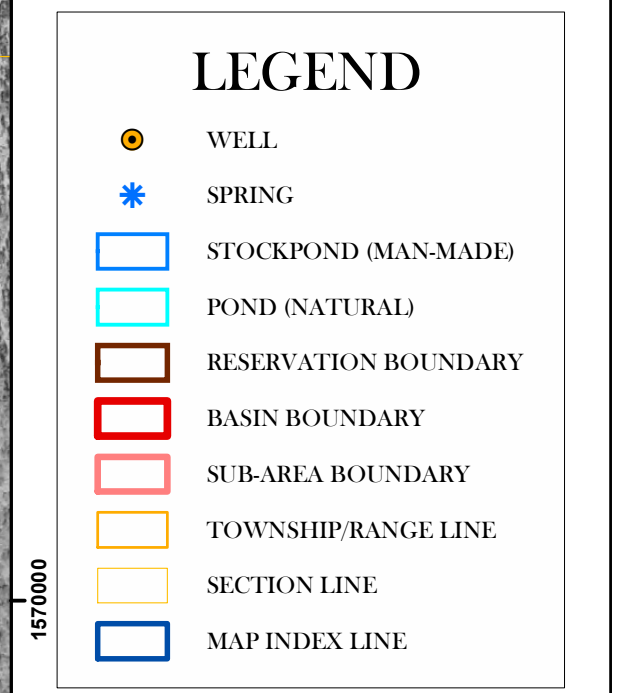 LEGEND
WELL
SPRING
STOCKPOND (MAN-MADE)
POND (NATURAL)
RESERVATION BOUNDARY
BASIN BOUNDARY
SUB-AREA BOUNDARY
TOWNSHIP/RANGE LINE
SECTION LINE
MAP INDEX LINE
1570000